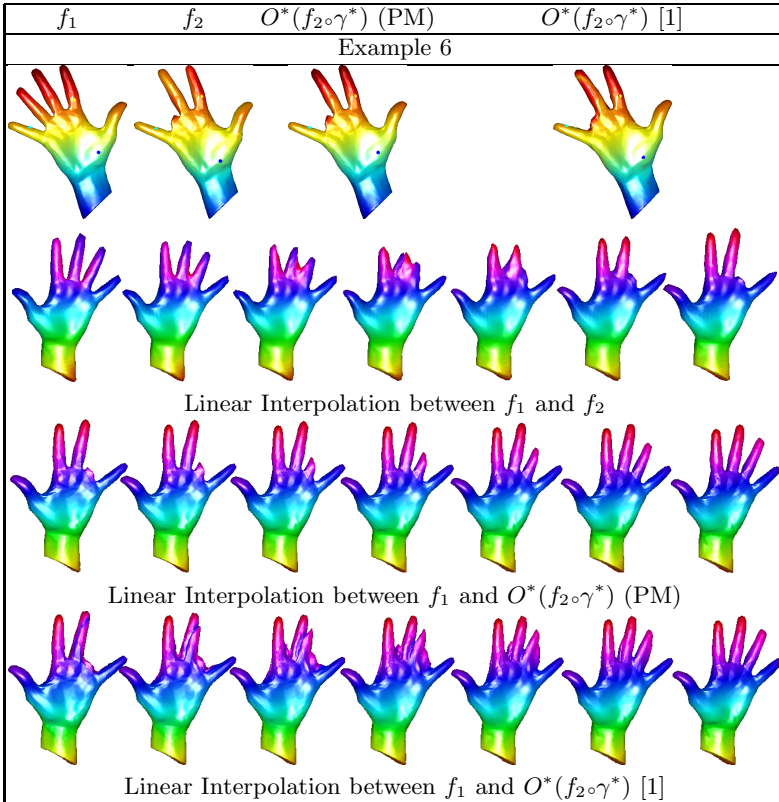 f₁ f₂ O*(f₂∘γ*) (PM) O*(f₂∘γ*) [1]
Example 6
Linear Interpolation between f₁ and f₂
Linear Interpolation between f₁ and O*(f₂∘γ*) (PM)
Linear Interpolation between f₁ and O*(f₂∘γ*) [1]